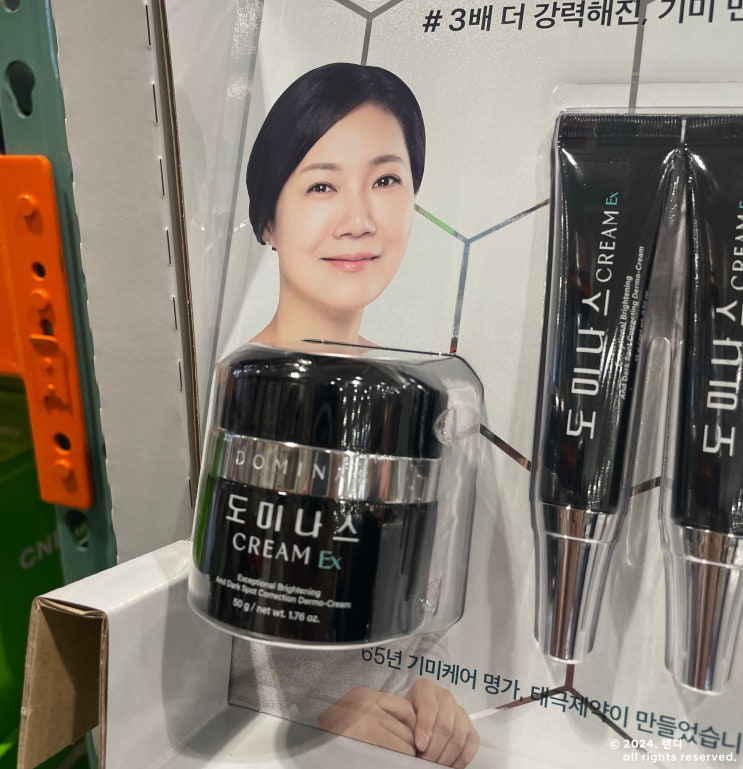 # 3배 더 강력해진, 기미
DOMIN
도미나스
CREAM Ex
Exceptional Brightening
And Dark Spot Correction Dermo-Cream
50 g / net wt. 1.76 oz.
도미나스 CREAM Ex
Exceptional Brightening
And Dark Spot Correcting Dermo-Cream
도미나스 CREAM
65년 기미케어 명가, 태극제약이 만들었습니
© 2024. 랜디
all rights reserved.